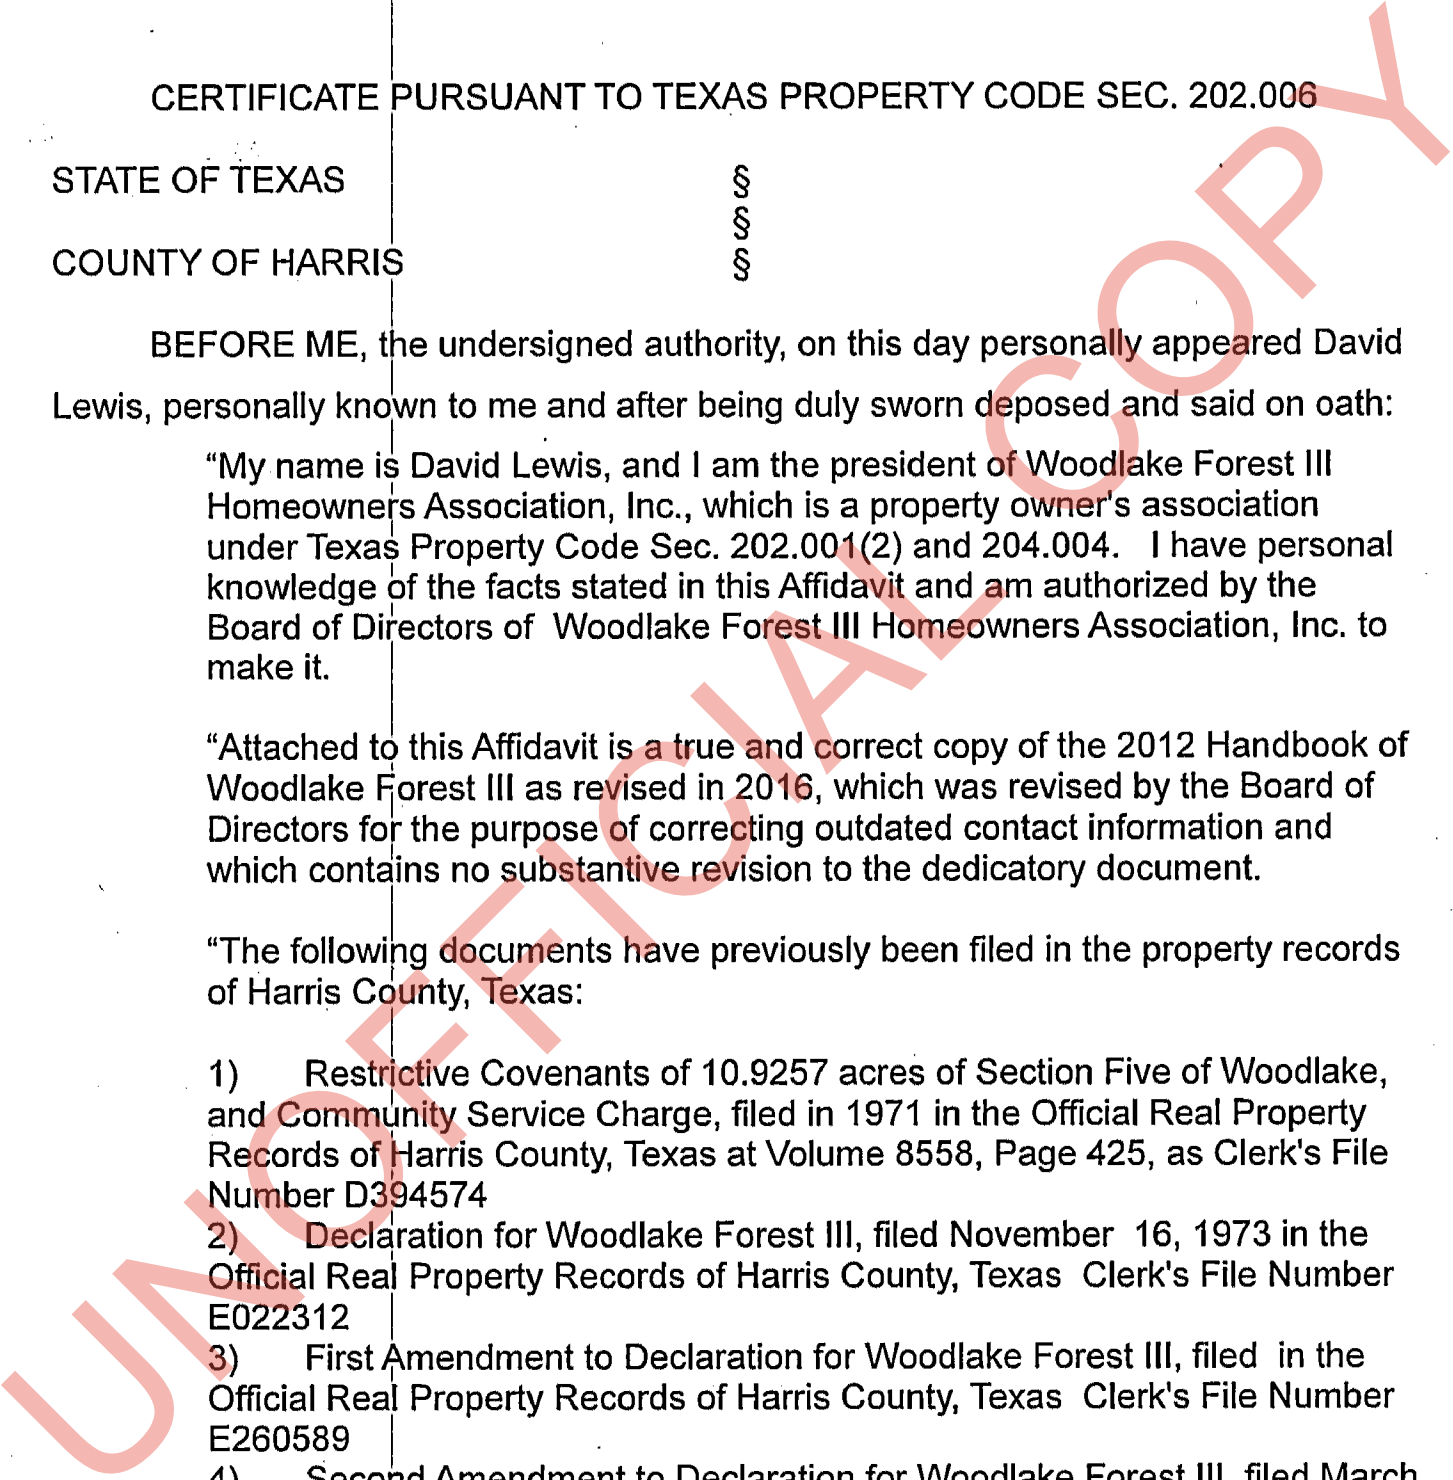 CERTIFICATE PURSUANT TO TEXAS PROPERTY CODE SEC. 202.006
STATE OF TEXAS §
§
COUNTY OF HARRIS §
BEFORE ME, the undersigned authority, on this day personally appeared David
Lewis, personally known to me and after being duly sworn deposed and said on oath:
“My name is David Lewis, and I am the president of Woodlake Forest III
Homeowners Association, Inc., which is a property owner's association
under Texas Property Code Sec. 202.001(2) and 204.004. I have personal
knowledge of the facts stated in this Affidavit and am authorized by the
Board of Directors of Woodlake Forest III Homeowners Association, Inc. to
make it.
“Attached to this Affidavit is a true and correct copy of the 2012 Handbook of
Woodlake Forest III as revised in 2016, which was revised by the Board of
Directors for the purpose of correcting outdated contact information and
which contains no substantive revision to the dedicatory document.
“The following documents have previously been filed in the property records
of Harris County, Texas:
1) Restrictive Covenants of 10.9257 acres of Section Five of Woodlake,
and Community Service Charge, filed in 1971 in the Official Real Property
Records of Harris County, Texas at Volume 8558, Page 425, as Clerk's File
Number D394574
2) Declaration for Woodlake Forest III, filed November 16, 1973 in the
Official Real Property Records of Harris County, Texas Clerk's File Number
E022312
3) First Amendment to Declaration for Woodlake Forest III, filed in the
Official Real Property Records of Harris County, Texas Clerk's File Number
E260589
4) Second Amendment to Declaration for Woodlake Forest III, filed March
UNOFFICIAL COPY